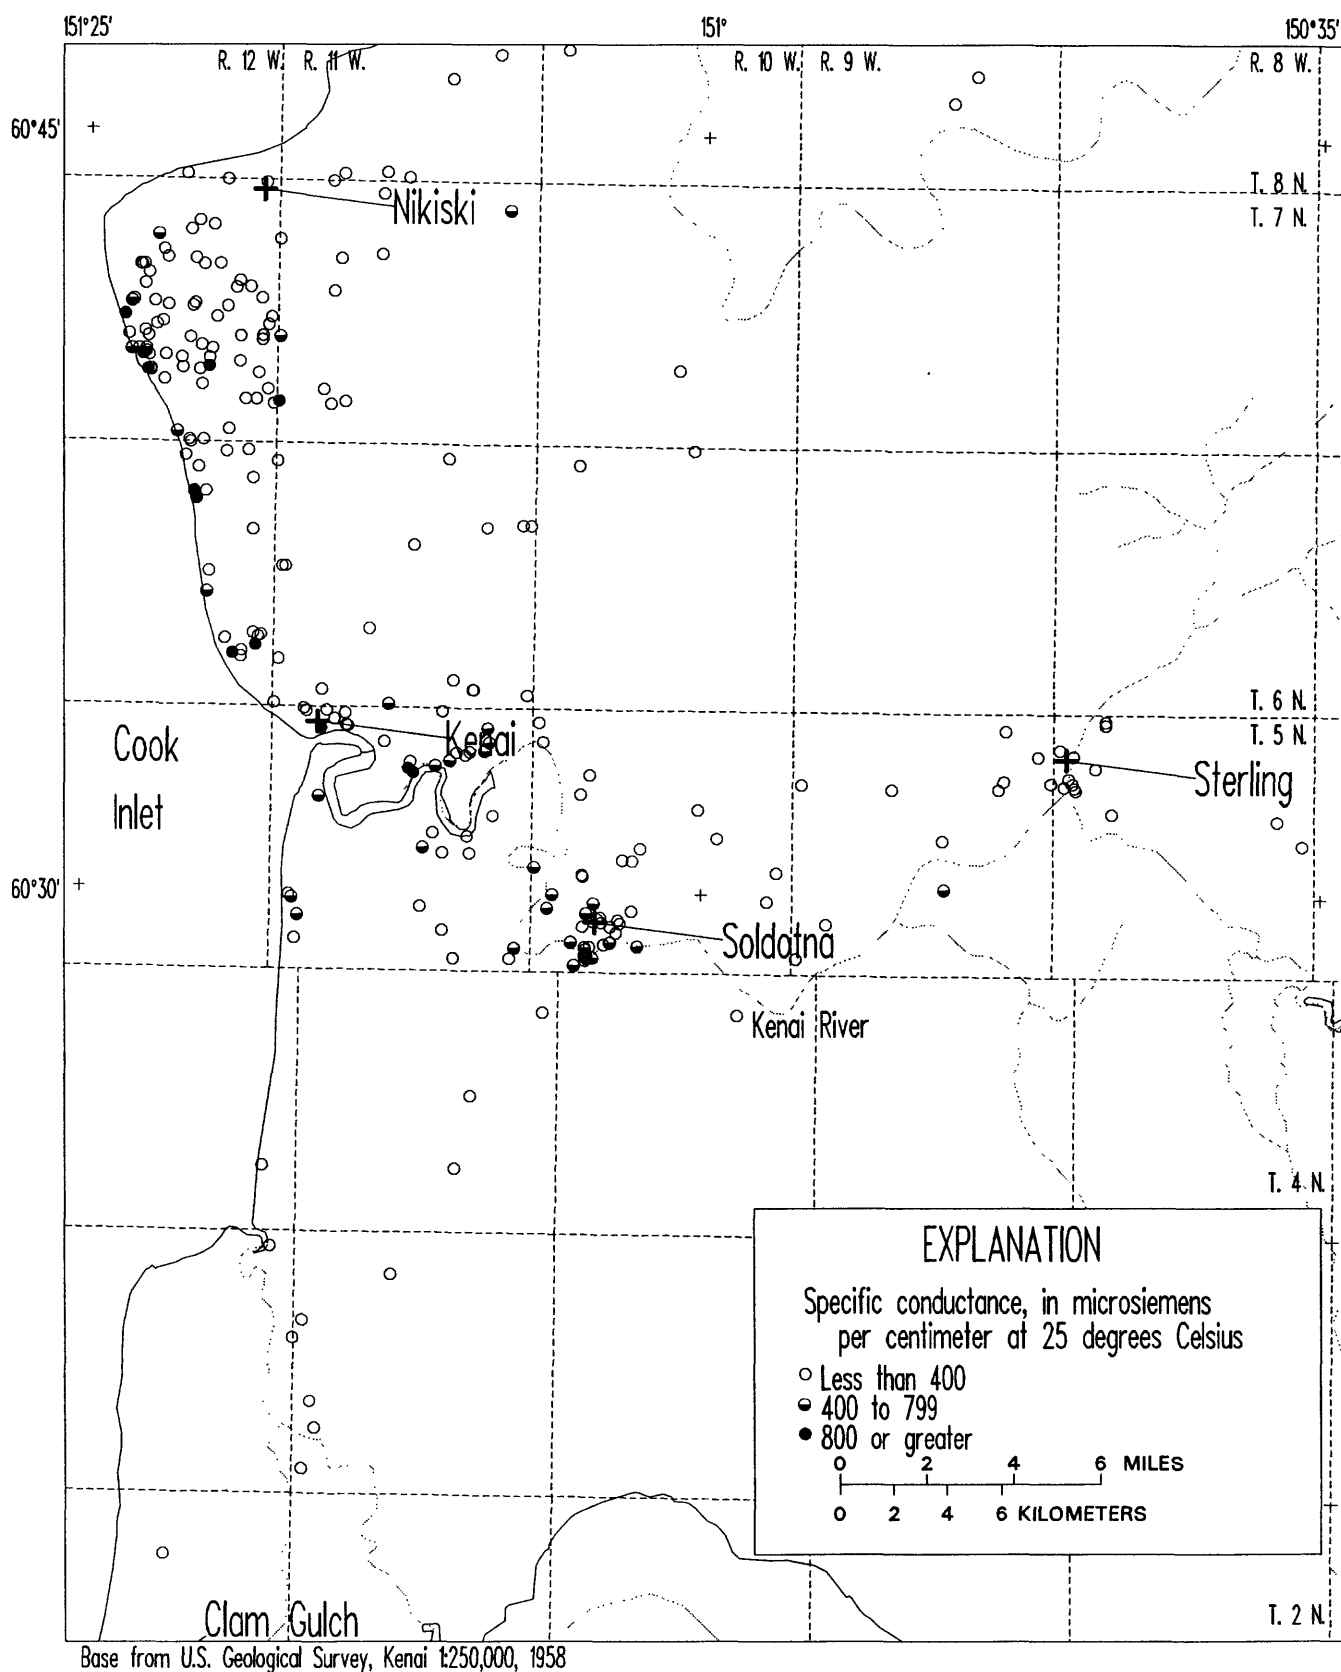 151°25' 151° 150°35'
R. 12 W. R. 11 W. R. 10 W. R. 9 W. R. 8 W.
60°45'
T. 8 N.
Nikiski
T. 7 N.
T. 6 N.
Cook
Inlet
Kenai
T. 5 N.
Sterling
60°30'
Soldotna
Kenai River
T. 4 N.
EXPLANATION
Specific conductance, in microsiemens
per centimeter at 25 degrees Celsius
Less than 400
400 to 799
800 or greater
0 2 4 6 MILES
0 2 4 6 KILOMETERS
Clam Gulch
T. 2 N.
Base from U.S. Geological Survey, Kenai 1:250,000, 1958